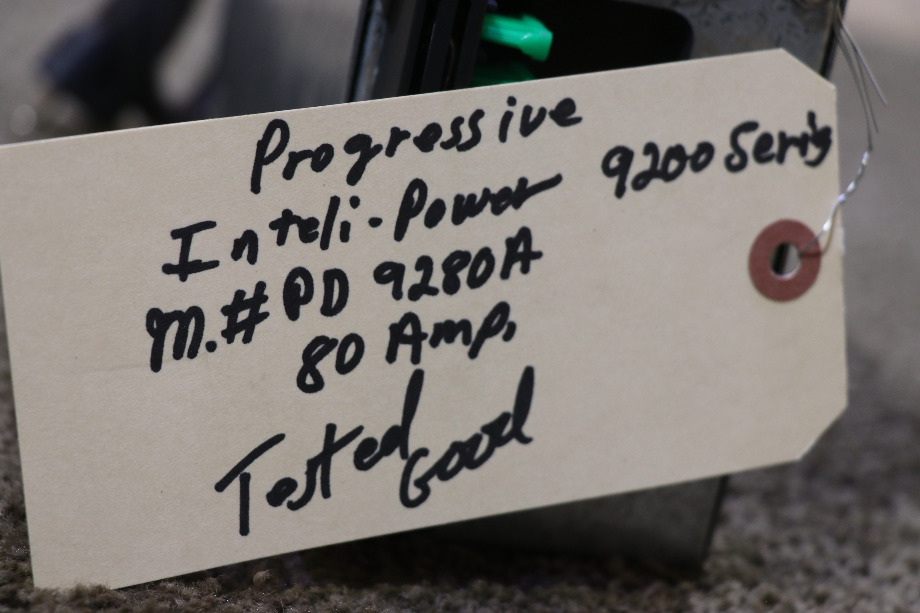 Progressive
Inteli-Power 9200 Series
M.# PD 9280A
80 Amp.
Tested Good